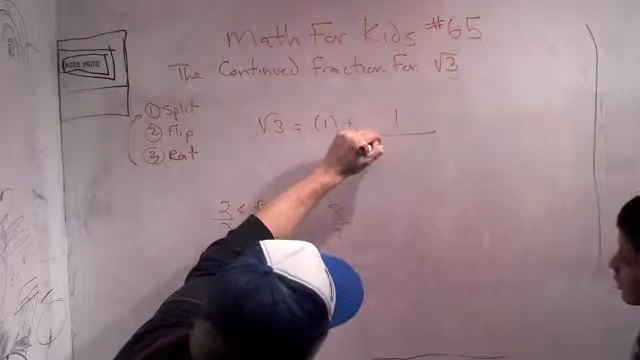 Math For Kids #65
The Continued Fraction For √3
① Split
② Flip
③ Rat
√3 = (1) + 1